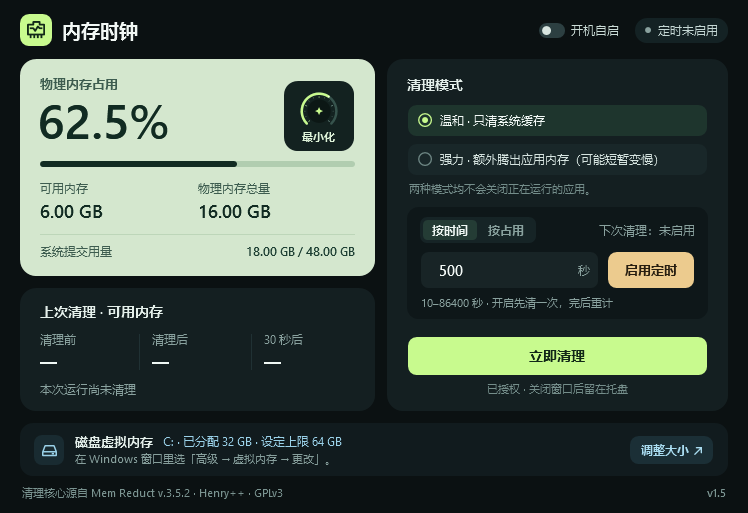 内存时钟
开机自启
定时未启用
物理内存占用
62.5%
最小化
可用内存
物理内存总量
6.00 GB
16.00 GB
系统提交用量
18.00 GB / 48.00 GB
上次清理 · 可用内存
清理前
清理后
30 秒后
—
—
—
本次运行尚未清理
清理模式
温和 · 只清系统缓存
强力 · 额外腾出应用内存（可能短暂变慢）
两种模式均不会关闭正在运行的应用。
按时间
按占用
下次清理：未启用
500
秒
启用定时
10–86400 秒 · 开启先清一次，完后重计
立即清理
已授权 · 关闭窗口后留在托盘
磁盘虚拟内存 C: · 已分配 32 GB · 设定上限 64 GB
在 Windows 窗口里选「高级 → 虚拟内存 → 更改」。
调整大小 ↗
清理核心源自 Mem Reduct v.3.5.2 · Henry++ · GPLv3
v1.5